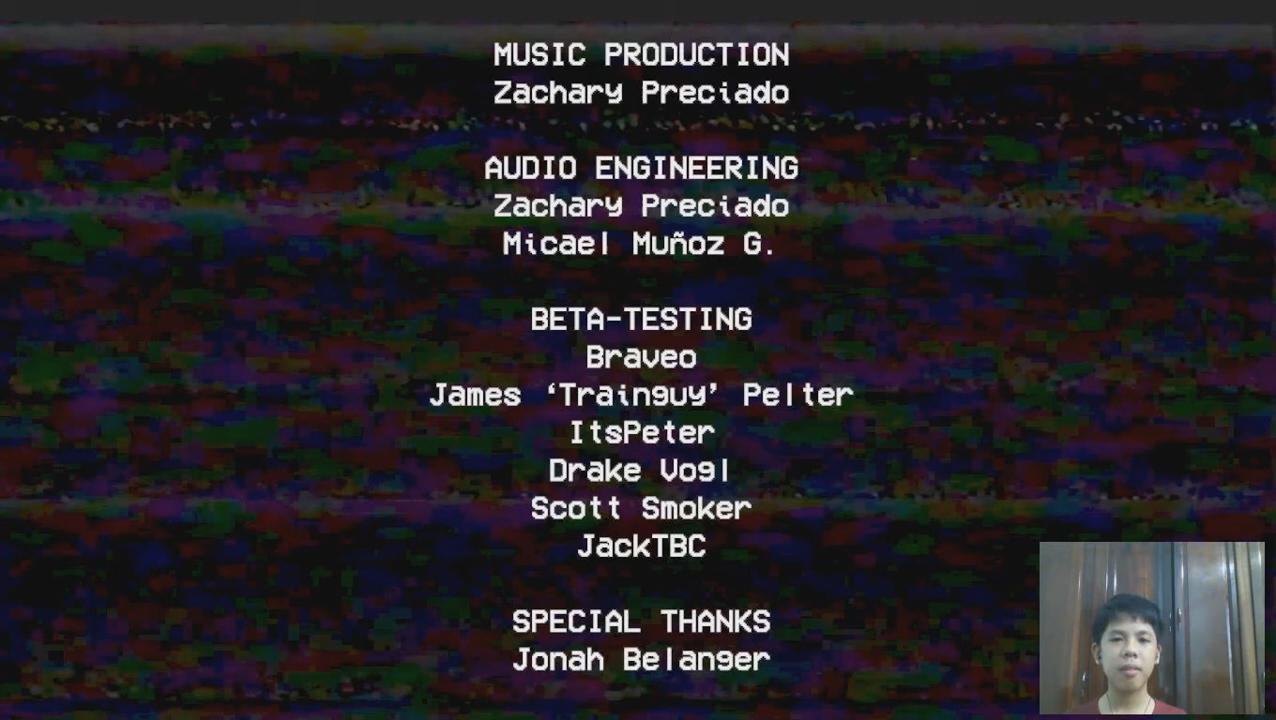 MUSIC PRODUCTION
Zachary Preciado
AUDIO ENGINEERING
Zachary Preciado
Micael Muñoz G.
BETA-TESTING
Braveo
James ‘Trainguy’ Pelter
ItsPeter
Drake Vogl
Scott Smoker
JackTBC
SPECIAL THANKS
Jonah Belanger